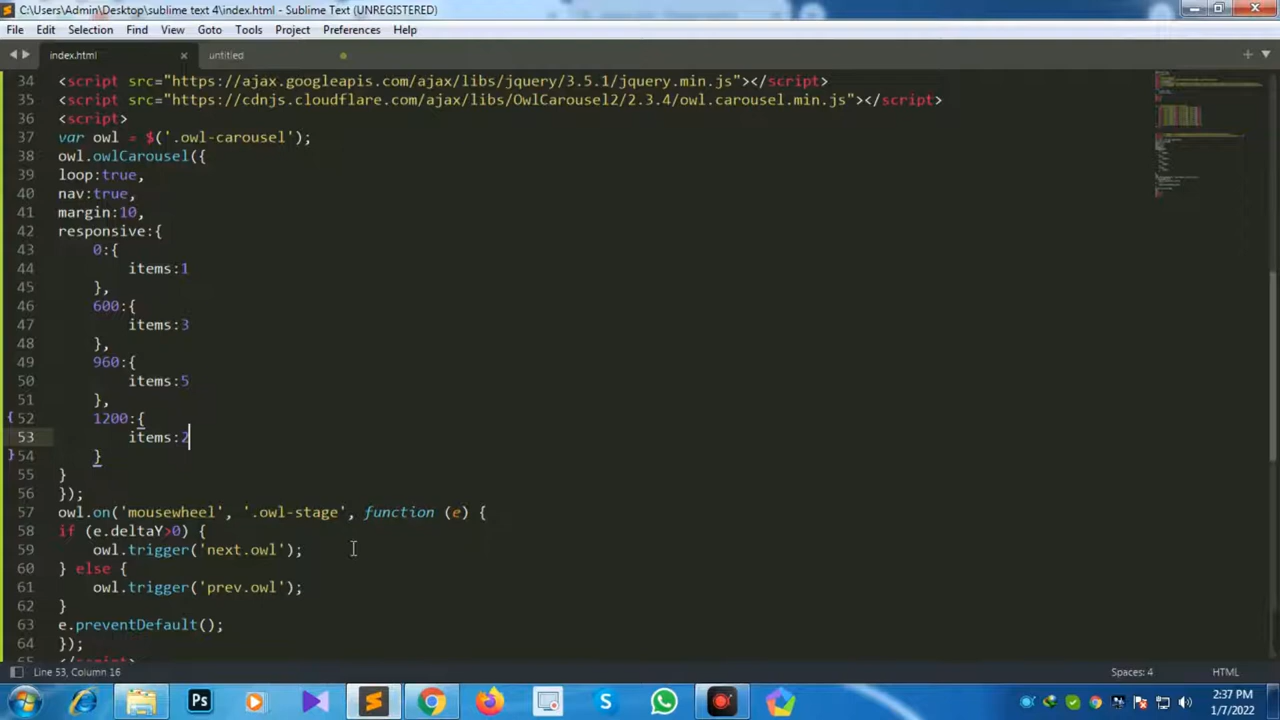 C:\Users\Admin\Desktop\sublime text 4\index.html - Sublime Text (UNREGISTERED)
File Edit Selection Find View Goto Tools Project Preferences Help
index.html untitled
34 <script src="https://ajax.googleapis.com/ajax/libs/jquery/3.5.1/jquery.min.js"></script>
35 <script src="https://cdnjs.cloudflare.com/ajax/libs/OwlCarousel2/2.3.4/owl.carousel.min.js"></script>
36 <script>
37 var owl = $('.owl-carousel');
38 owl.owlCarousel({
39 loop:true,
40 nav:true,
41 margin:10,
42 responsive:{
43 0:{
44 items:1
45 },
46 600:{
47 items:3
48 },
49 960:{
50 items:5
51 },
52 1200:{
53 items:2
54 }
55 }
56 });
57 owl.on('mousewheel', '.owl-stage', function (e) {
58 if (e.deltaY>0) {
59 owl.trigger('next.owl');
60 } else {
61 owl.trigger('prev.owl');
62 }
63 e.preventDefault();
64 });
65 </script>
Line 53, Column 16 Spaces: 4 HTML
Ps
2:37 PM
1/7/2022